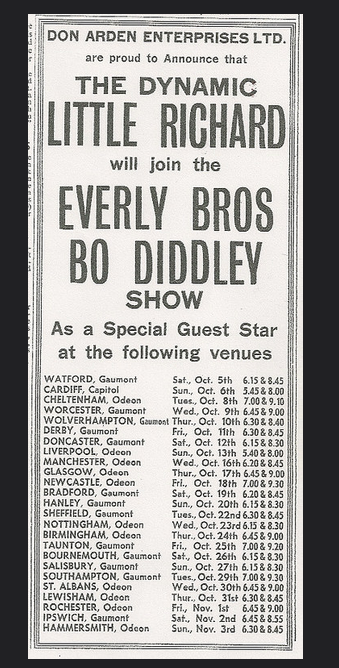 DON ARDEN ENTERPRISES LTD.
are proud to Announce that
THE DYNAMIC
LITTLE RICHARD
will join the
EVERLY BROS
BO DIDDLEY
SHOW
As a Special Guest Star
at the following venues
WATFORD, Gaumont Sat., Oct. 5th 6.15 & 8.45
CARDIFF, Capitol Sun., Oct. 6th 5.45 & 8.00
CHELTENHAM, Odeon Tues., Oct. 8th 7.00 & 9.10
WORCESTER, Gaumont Wed., Oct. 9th 6.45 & 9.00
WOLVERHAMPTON, Gaumont Thur., Oct. 10th 6.30 & 8.40
DERBY, Gaumont Fri., Oct. 11th 6.30 & 8.45
DONCASTER, Gaumont Sat., Oct. 12th 6.15 & 8.30
LIVERPOOL, Odeon Sun., Oct. 13th 5.40 & 8.00
MANCHESTER, Odeon Wed., Oct. 16th 6.20 & 8.45
GLASGOW, Odeon Thur., Oct. 17th 6.45 & 9.00
NEWCASTLE, Odeon Fri., Oct. 18th 7.00 & 9.30
BRADFORD, Gaumont Sat., Oct. 19th 6.20 & 8.45
HANLEY, Gaumont Sun., Oct. 20th 6.15 & 8.30
SHEFFIELD, Gaumont Tues., Oct. 22nd 6.30 & 8.45
NOTTINGHAM, Odeon Wed., Oct. 23rd 6.15 & 8.30
BIRMINGHAM, Odeon Thur., Oct. 24th 6.45 & 9.00
TAUNTON, Gaumont Fri., Oct. 25th 7.00 & 9.20
BOURNEMOUTH, Gaumont Sat., Oct. 26th 6.15 & 8.30
SALISBURY, Gaumont Sun., Oct. 27th 6.15 & 8.30
SOUTHAMPTON, Gaumont Tues., Oct. 29th 7.00 & 9.30
ST. ALBANS, Odeon Wed., Oct. 30th 6.45 & 9.00
LEWISHAM, Odeon Thur., Oct. 31st 6.30 & 8.45
ROCHESTER, Odeon Fri., Nov. 1st 6.45 & 9.00
IPSWICH, Gaumont Sat., Nov. 2nd 6.45 & 8.55
HAMMERSMITH, Odeon Sun., Nov. 3rd 6.30 & 8.45